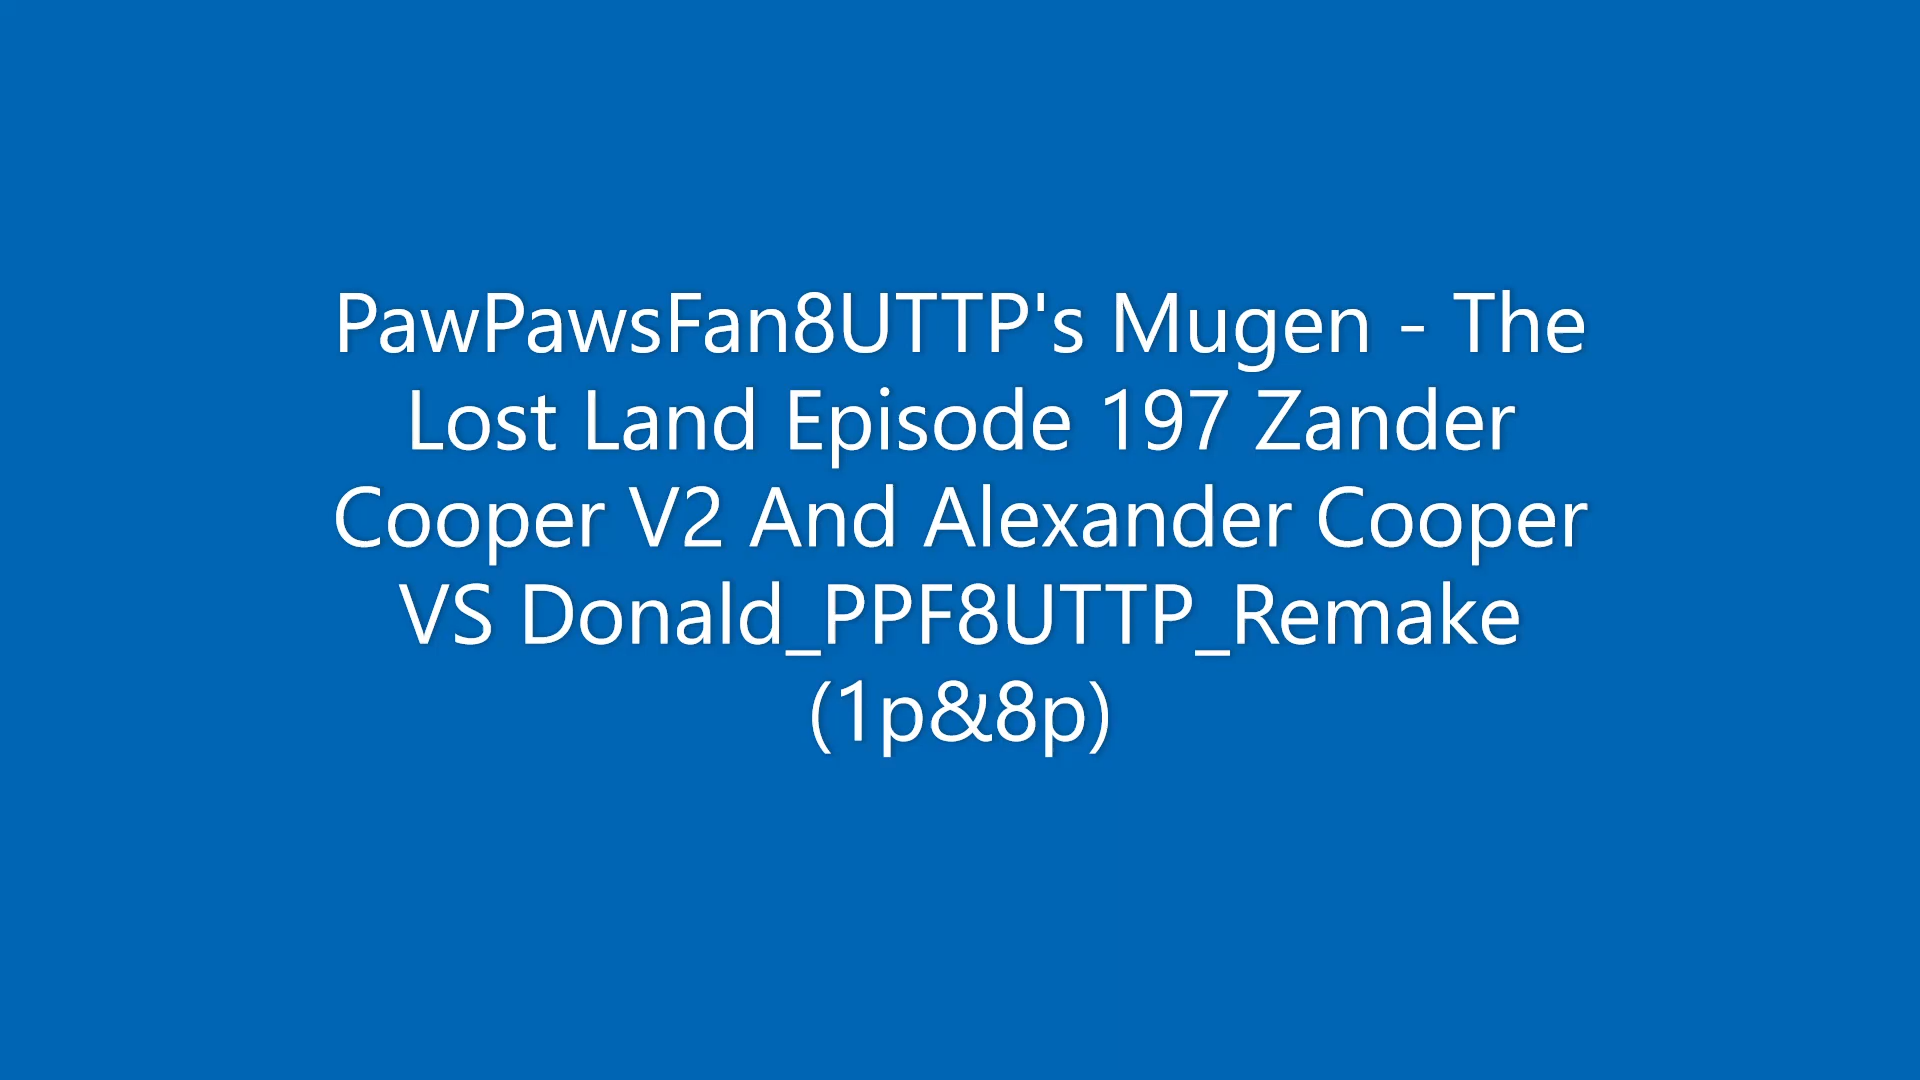 PawPawsFan8UTTP's Mugen - The
Lost Land Episode 197 Zander
Cooper V2 And Alexander Cooper
VS Donald_PPF8UTTP_Remake
(1p&8p)